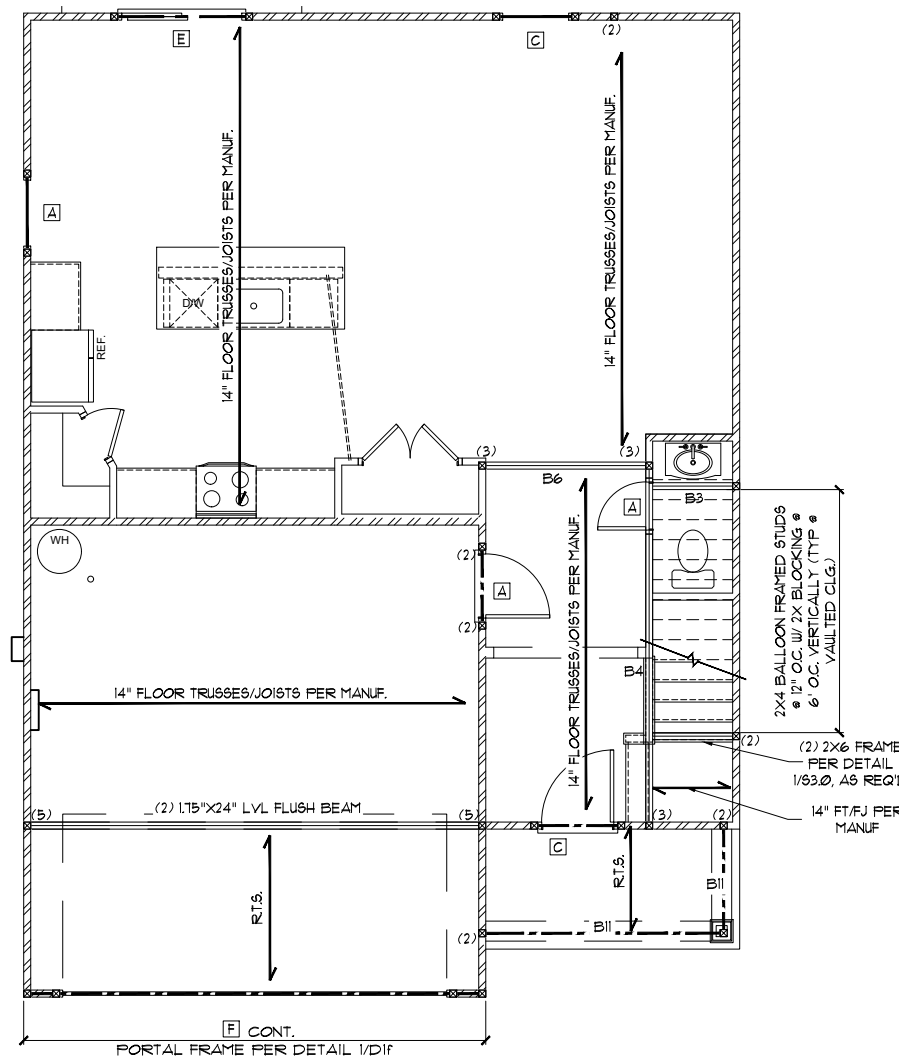 E
C
(2)
14" FLOOR TRUSSES/JOISTS PER MANUF.
14" FLOOR TRUSSES/JOISTS PER MANUF.
A
D/W
REF.
(3)
(3)
B6
B3
A
WH
(2)
A
(2)
14" FLOOR TRUSSES/JOISTS PER MANUF.
2X4 BALLOON FRAMED STUDS
@ 12" O.C. W/ 2X BLOCKING @
6' O.C. VERTICALLY (TYP @
VAULTED CLG.)
B4
14" FLOOR TRUSSES/JOISTS PER MANUF.
(2)
(2) 2X6 FRAME
PER DETAIL
1/S3.0, AS REQ'D
14" FT/FJ PER
MANUF
(5)
(2) 1.75"X24" LVL FLUSH BEAM
(5)
(3)
(2)
C
R.T.S.
R.T.S.
B11
B11
(2)
F CONT.
PORTAL FRAME PER DETAIL 1/D1f